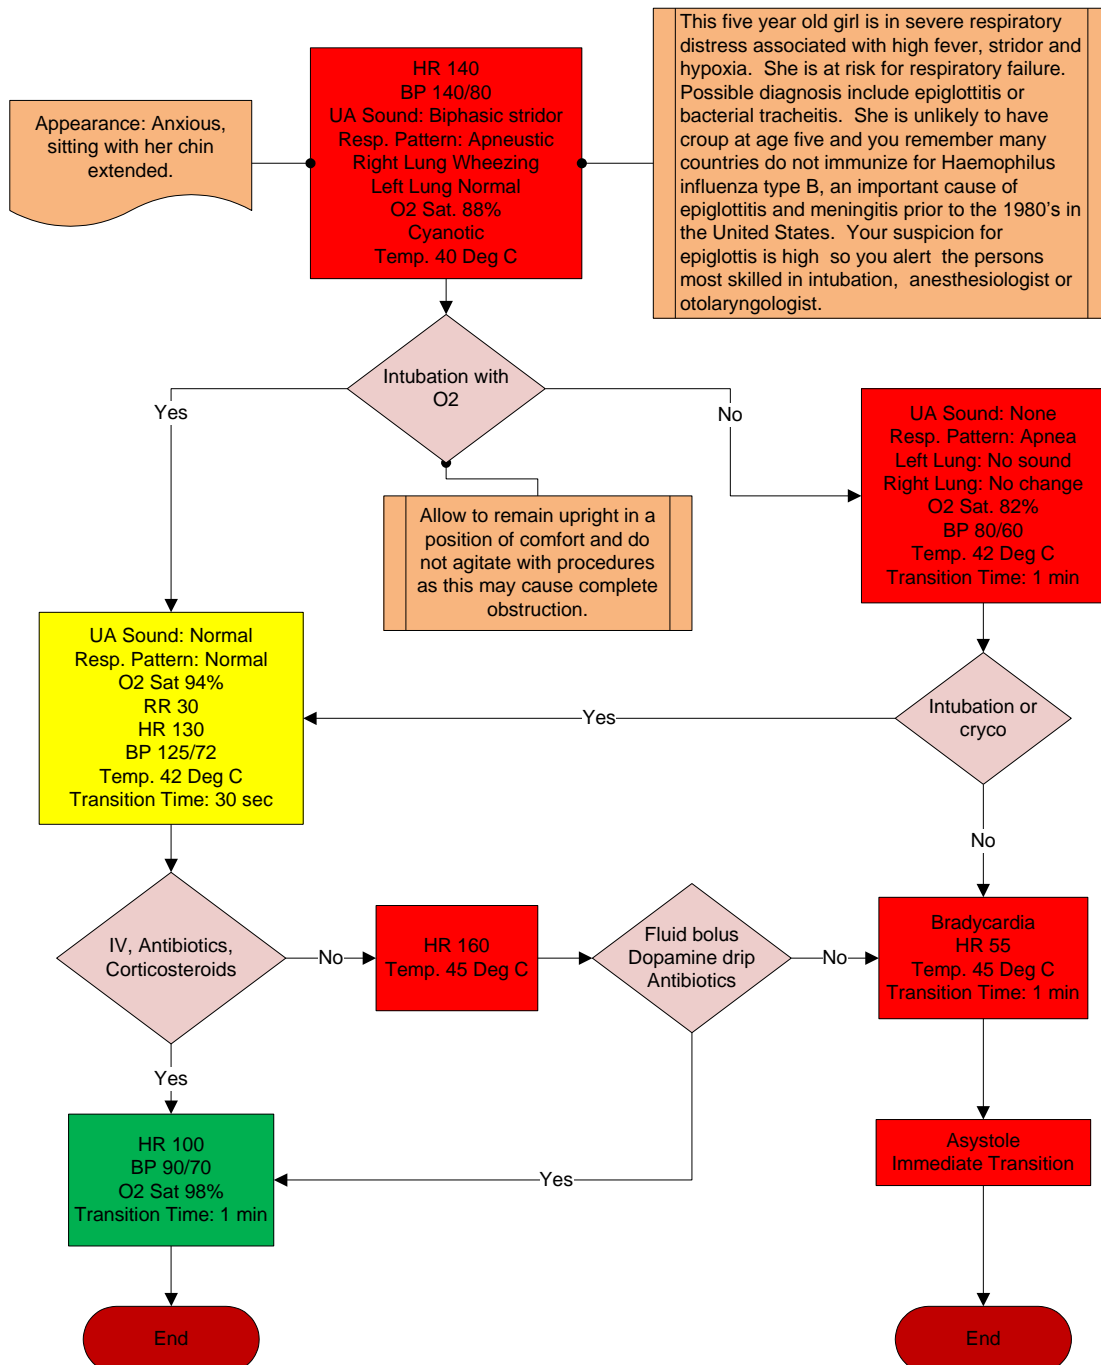 This five year old girl is in severe respiratory
distress associated with high fever, stridor and
hypoxia.  She is at risk for respiratory failure.
Possible diagnosis include epiglottitis or
bacterial tracheitis.  She is unlikely to have
croup at age five and you remember many
countries do not immunize for Haemophilus
influenza type B, an important cause of
epiglottitis and meningitis prior to the 1980's in
the United States.  Your suspicion for
epiglottis is high  so you alert  the persons
most skilled in intubation,  anesthesiologist or
otolaryngologist.
HR 140
BP 140/80
UA Sound: Biphasic stridor
Resp. Pattern: Apneustic
Right Lung Wheezing
Left Lung Normal
O2 Sat. 88%
Cyanotic
Temp. 40 Deg C
Appearance: Anxious,
sitting with her chin
extended.
Intubation with
O2
Yes
No
Allow to remain upright in a
position of comfort and do
not agitate with procedures
as this may cause complete
obstruction.
UA Sound: None
Resp. Pattern: Apnea
Left Lung: No sound
Right Lung: No change
O2 Sat. 82%
BP 80/60
Temp. 42 Deg C
Transition Time: 1 min
UA Sound: Normal
Resp. Pattern: Normal
O2 Sat 94%
RR 30
HR 130
BP 125/72
Temp. 42 Deg C
Transition Time: 30 sec
Yes
Intubation or
cryco
No
IV, Antibiotics,
Corticosteroids
No
HR 160
Temp. 45 Deg C
Fluid bolus
Dopamine drip
Antibiotics
No
Bradycardia
HR 55
Temp. 45 Deg C
Transition Time: 1 min
Yes
HR 100
BP 90/70
O2 Sat 98%
Transition Time: 1 min
Yes
Asystole
Immediate Transition
End
End